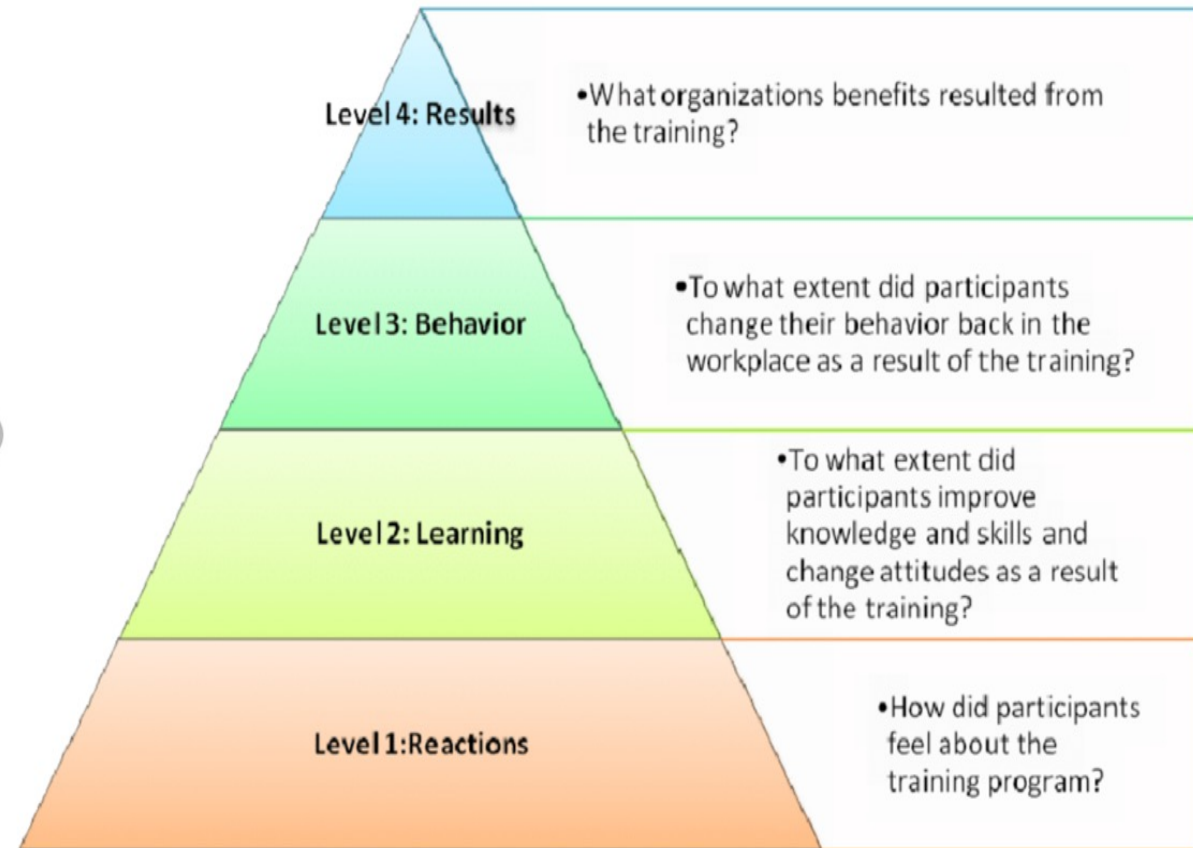 Level 4: Results
•What organizations benefits resulted from
the training?
Level 3: Behavior
•To what extent did participants
change their behavior back in the
workplace as a result of the training?
Level 2: Learning
•To what extent did
participants improve
knowledge and skills and
change attitudes as a result
of the training?
Level 1:Reactions
•How did participants
feel about the
training program?